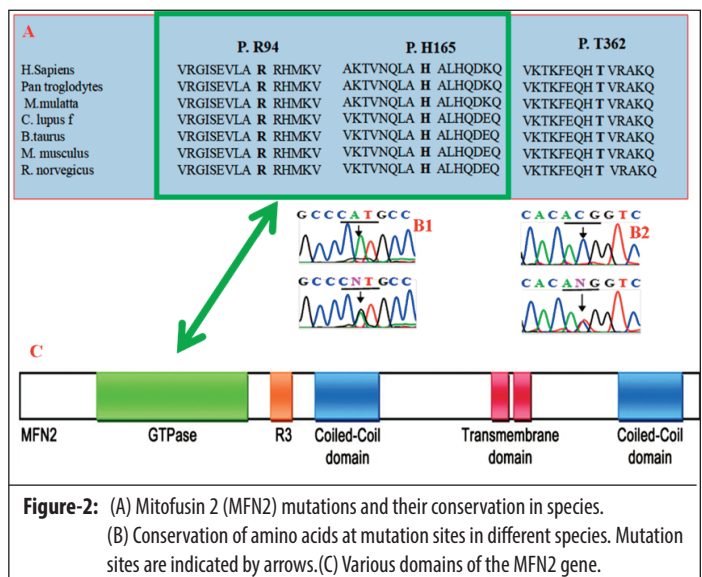 A
P. R94 P. H165 P. T362
H.Sapiens VRGISEVLA R RHMKV AKTVNQLA H ALHQDKQ VKTKFEQH T VRAKQ
Pan troglodytes VRGISEVLA R RHMKV AKTVNQLA H ALHQDKQ VKTKFEQH T VRAKQ
M.mulatta VRGISEVLA R RHMKV AKTVNQLA H ALHQDKQ VKTKFEQH T VRAKQ
C. lupus f VRGISEVLA R RHMKV AKTVNQLA H ALHQDEQ VKTKFEQH T VRAKQ
B.taurus VRGISEVLA R RHMKV AKTVNQLA H ALHQDEQ VKTKFEQH T VRAKQ
M. musculus VRGISEVLA R RHMKV AKTVNQLA H ALHQDEQ VKTKFEQH T VRAKQ
R. norvegicus VRGISEVLA R RHMKV AKTVNQLA H ALHQDEQ VKTKFEQH T VRAKQ
G C C C A T G C C B1 C A C A C G G T C B2
G C C C N T G C C C A C A N G G T C
C
MFN2 GTPase R3 Coiled-Coil Transmembrane Coiled-Coil
domain domain domain
Figure-2: (A) Mitofusin 2 (MFN2) mutations and their conservation in species.
(B) Conservation of amino acids at mutation sites in different species. Mutation
sites are indicated by arrows.(C) Various domains of the MFN2 gene.